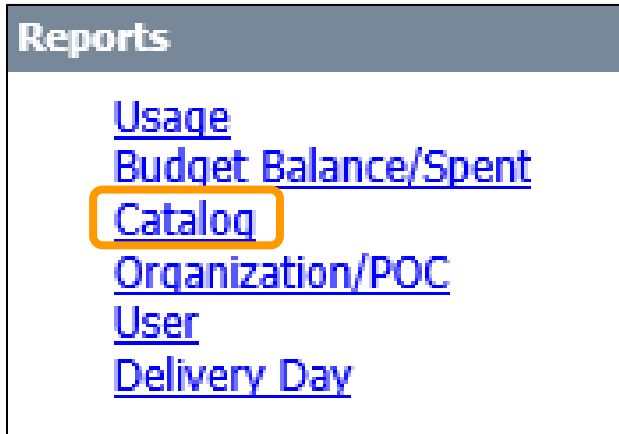 Reports
Usage
Budget Balance/Spent
Catalog
Organization/POC
User
Delivery Day